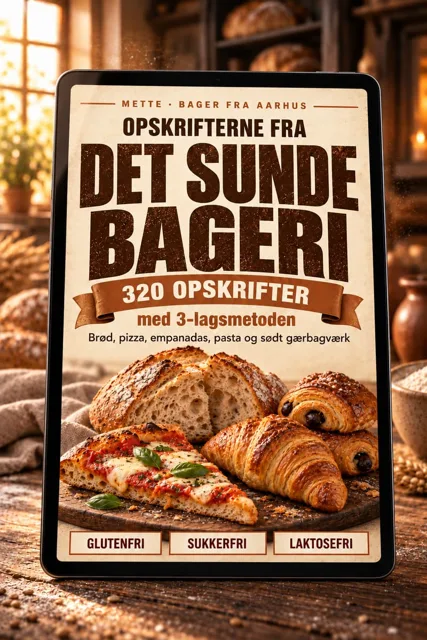 METTE · BAGER FRA AARHUS
OPSKRIFTERNE FRA
DET SUNDE
BAGERI
320 OPSKRIFTER
med 3-lagsmetoden
Brød, pizza, empanadas, pasta og sødt gærbagværk
GLUTENFRI
SUKKERFRI
LAKTOSEFRI